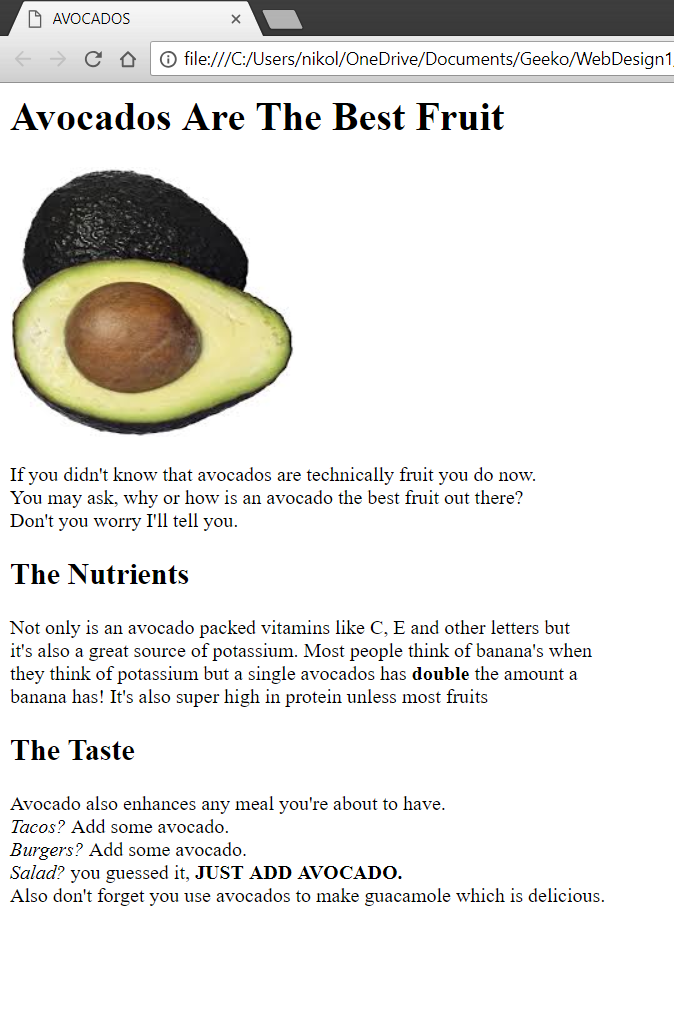 AVOCADOS
file:///C:/Users/nikol/OneDrive/Documents/Geeko/WebDesign1
Avocados Are The Best Fruit
If you didn't know that avocados are technically fruit you do now.
You may ask, why or how is an avocado the best fruit out there?
Don't you worry I'll tell you.
The Nutrients
Not only is an avocado packed vitamins like C, E and other letters but
it's also a great source of potassium. Most people think of banana's when
they think of potassium but a single avocados has double the amount a
banana has! It's also super high in protein unless most fruits
The Taste
Avocado also enhances any meal you're about to have.
Tacos? Add some avocado.
Burgers? Add some avocado.
Salad? you guessed it, JUST ADD AVOCADO.
Also don't forget you use avocados to make guacamole which is delicious.